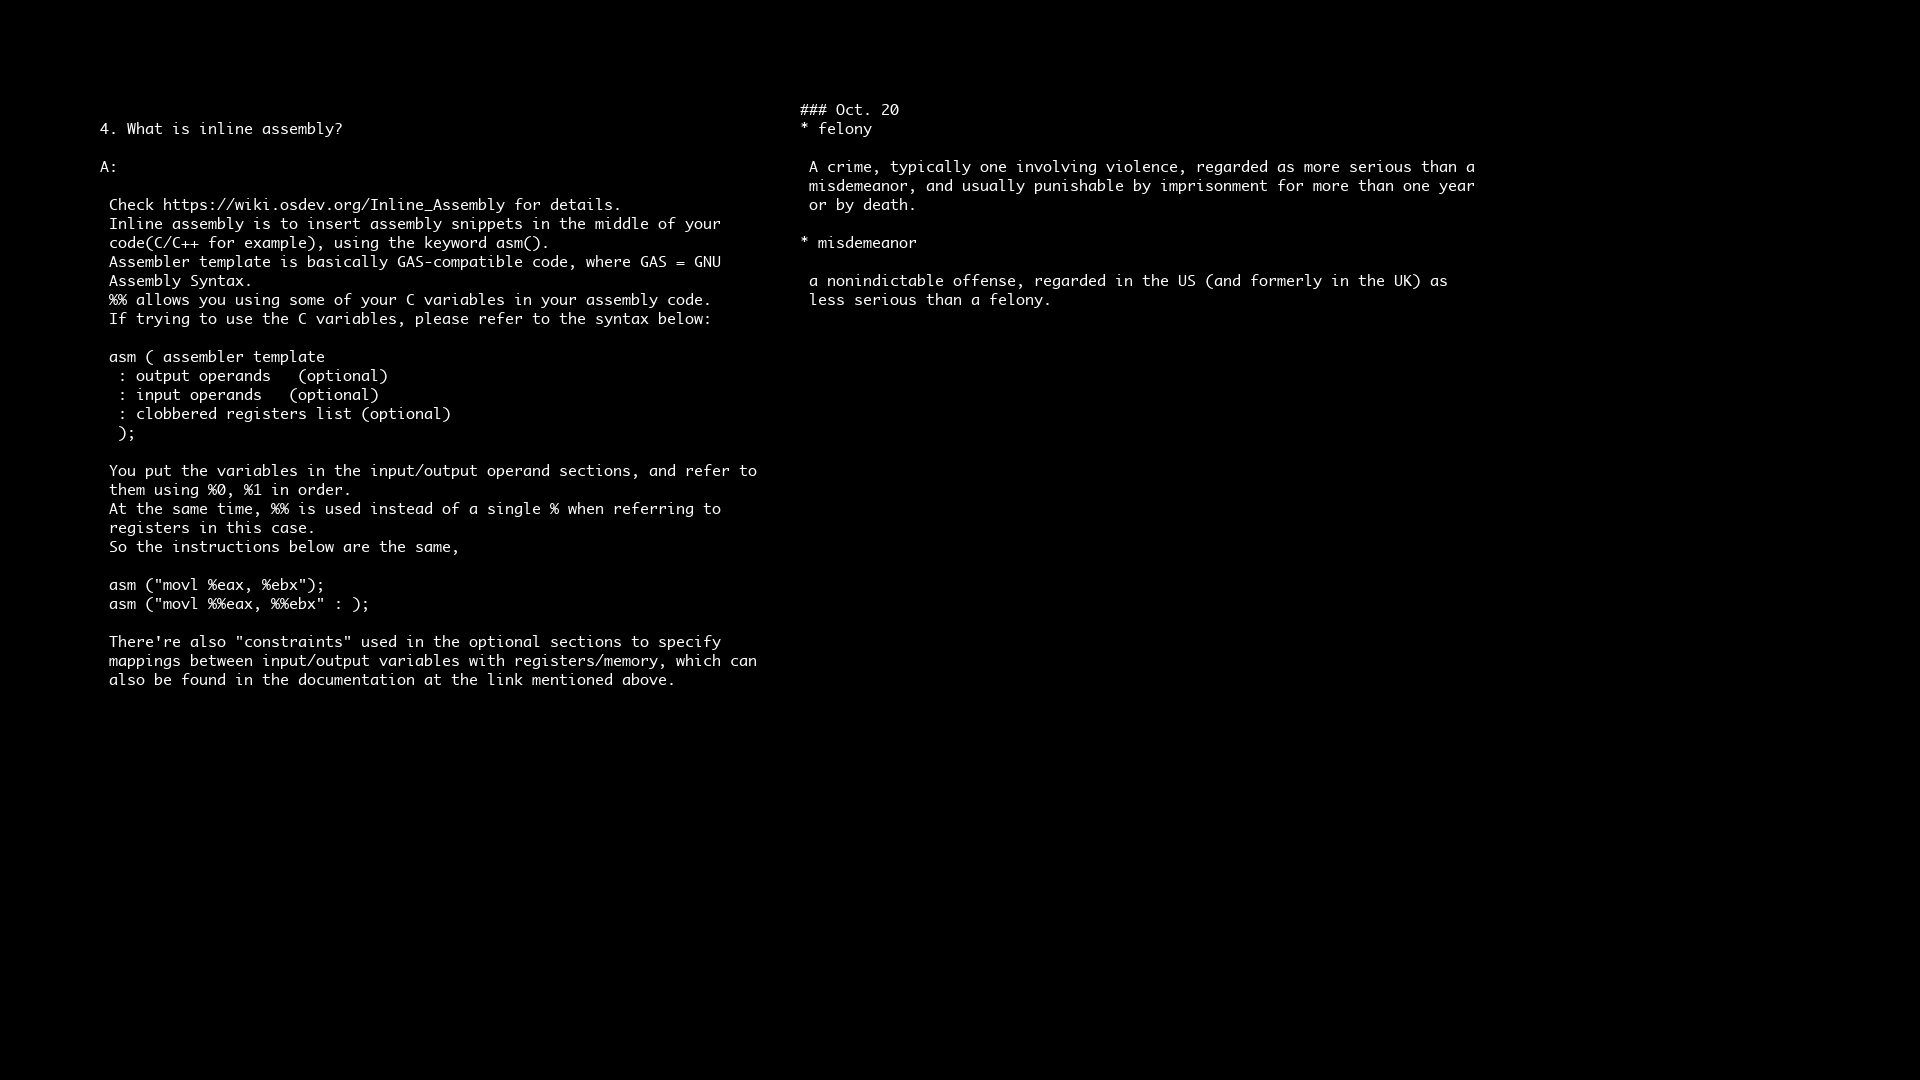 4. What is inline assembly?
A:
Check https://wiki.osdev.org/Inline_Assembly for details.
Inline assembly is to insert assembly snippets in the middle of your
code(C/C++ for example), using the keyword asm().
Assembler template is basically GAS-compatible code, where GAS = GNU
Assembly Syntax.
%% allows you using some of your C variables in your assembly code.
If trying to use the C variables, please refer to the syntax below:
asm ( assembler template
: output operands   (optional)
: input operands   (optional)
: clobbered registers list (optional)
);
You put the variables in the input/output operand sections, and refer to
them using %0, %1 in order.
At the same time, %% is used instead of a single % when referring to
registers in this case.
So the instructions below are the same,
asm ("movl %eax, %ebx");
asm ("movl %%eax, %%ebx" : );
There're also "constraints" used in the optional sections to specify
mappings between input/output variables with registers/memory, which can
also be found in the documentation at the link mentioned above.
### Oct. 20
* felony
A crime, typically one involving violence, regarded as more serious than a
misdemeanor, and usually punishable by imprisonment for more than one year
or by death.
* misdemeanor
a nonindictable offense, regarded in the US (and formerly in the UK) as
less serious than a felony.